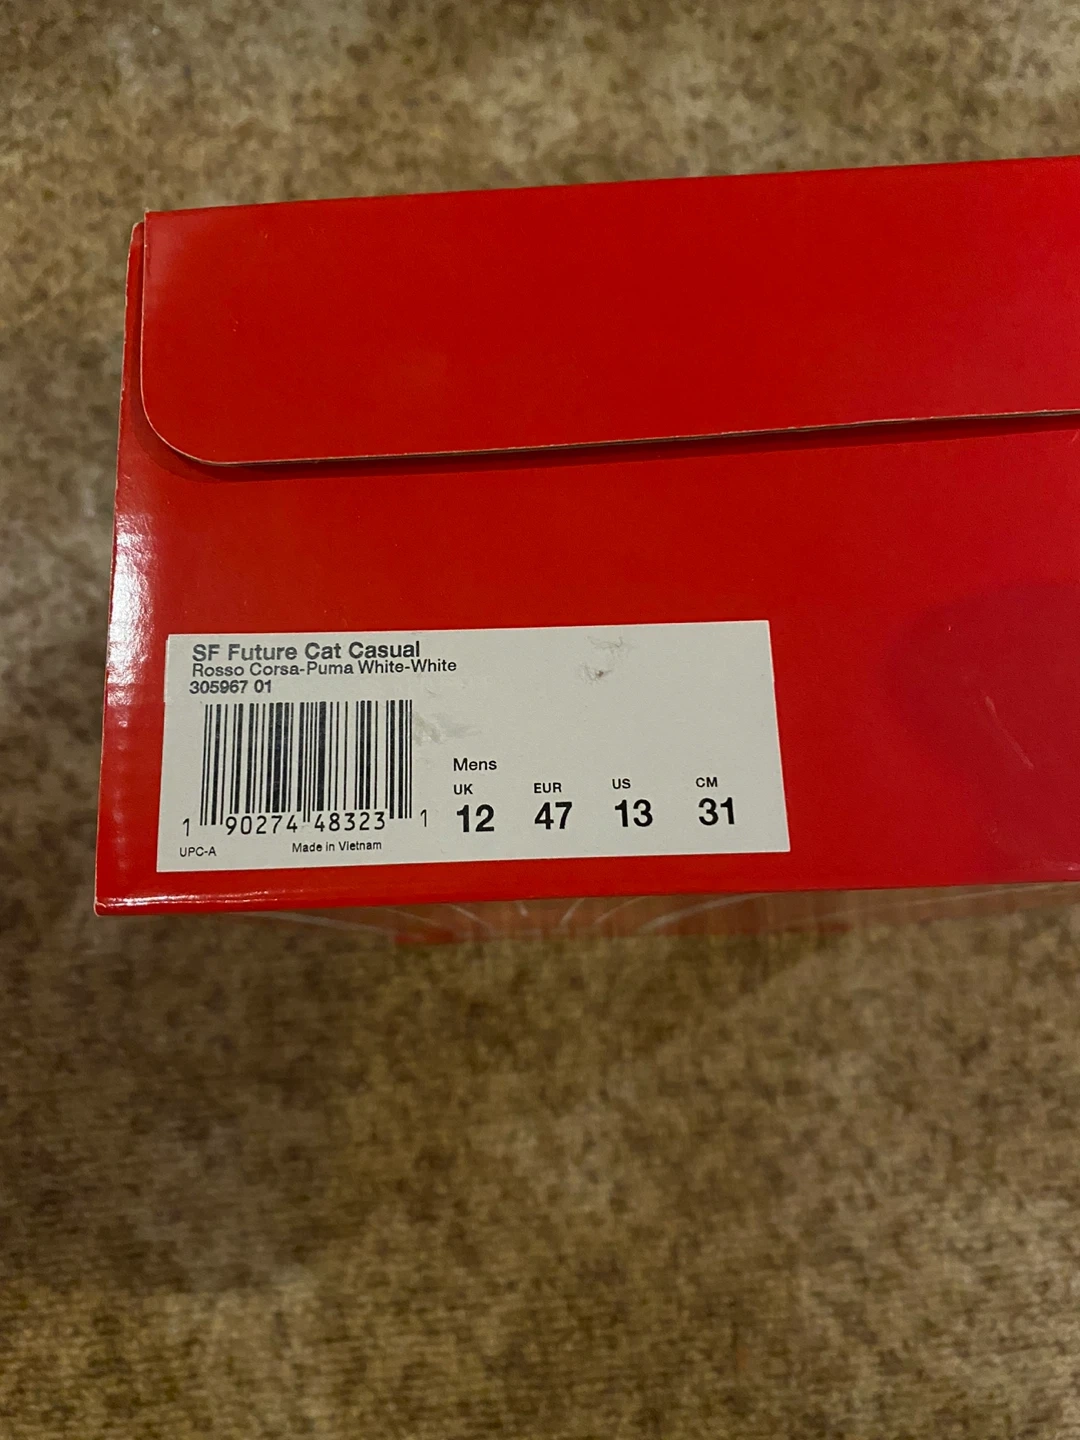 SF Future Cat Casual
Rosso Corsa-Puma White-White
305967 01
Mens
UK EUR US CM
12 47 13 31
1 90274 48323 1
UPC-A Made in Vietnam